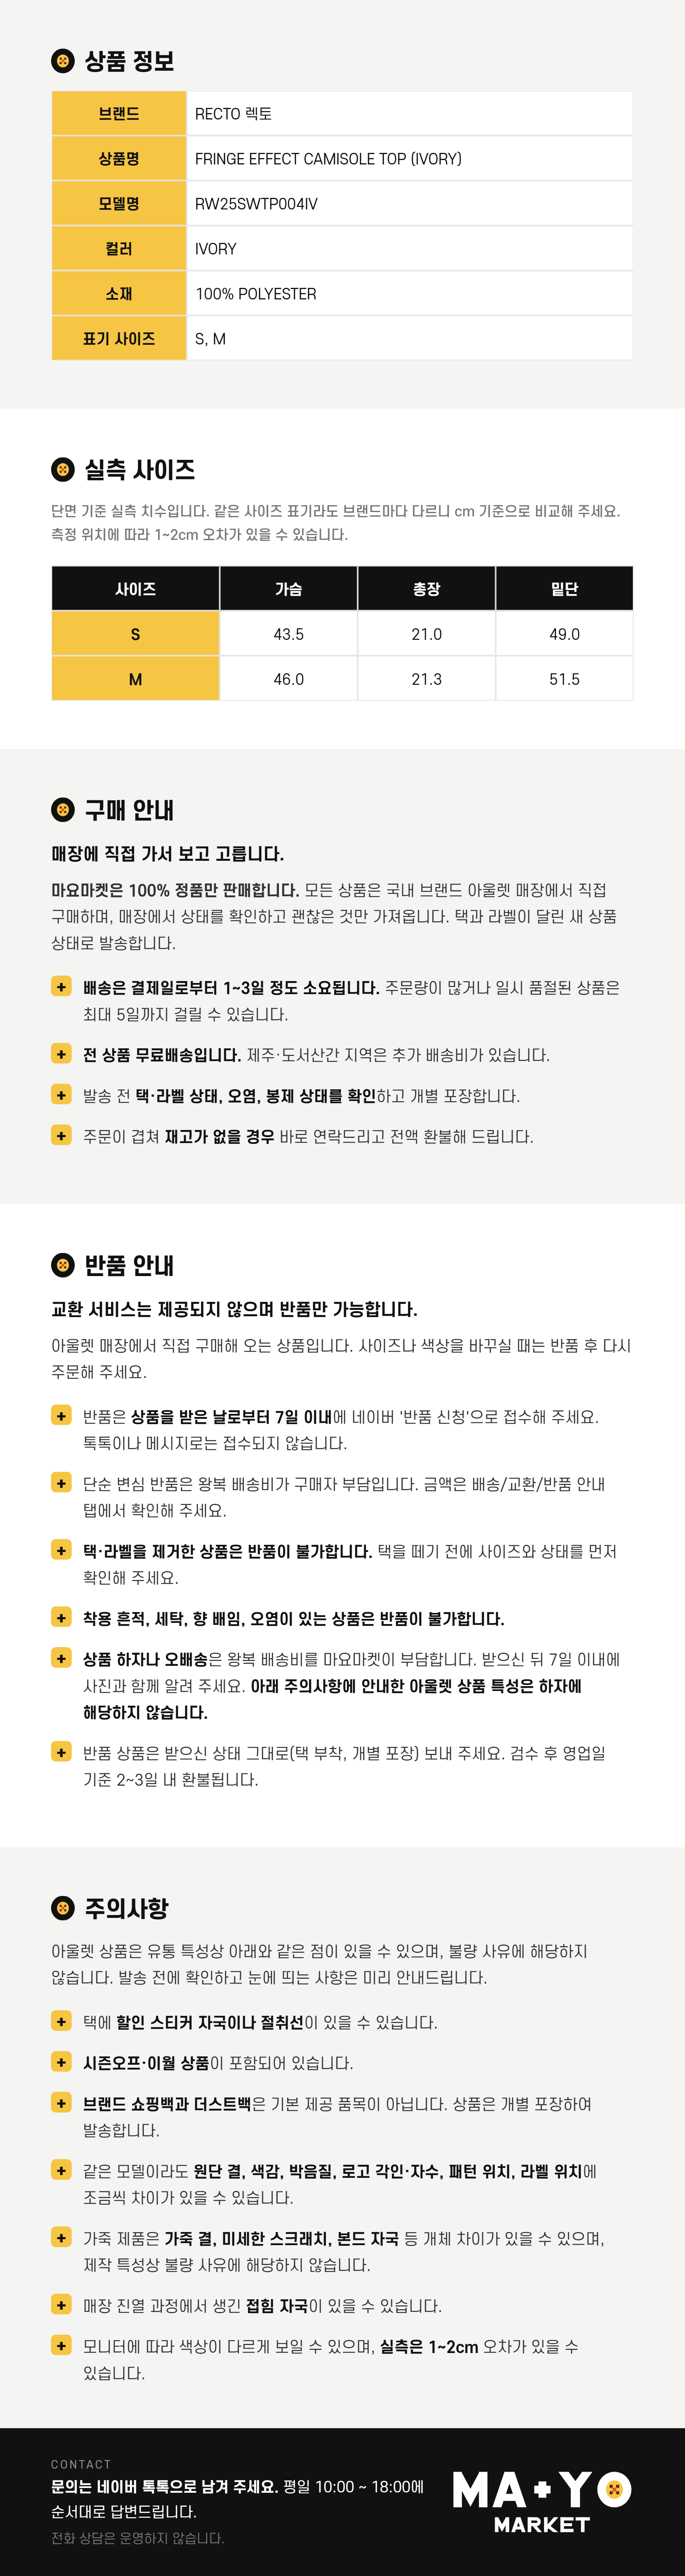 상품 정보
브랜드 RECTO 렉토
상품명 FRINGE EFFECT CAMISOLE TOP (IVORY)
모델명 RW25SWTP004IV
컬러 IVORY
소재 100% POLYESTER
표기 사이즈 S, M
실측 사이즈
단면 기준 실측 치수입니다. 같은 사이즈 표기라도 브랜드마다 다르니 cm 기준으로 비교해 주세요.
측정 위치에 따라 1~2cm 오차가 있을 수 있습니다.
사이즈 가슴 총장 밑단
S 43.5 21.0 49.0
M 46.0 21.3 51.5
구매 안내
매장에 직접 가서 보고 고릅니다.
마요마켓은 100% 정품만 판매합니다. 모든 상품은 국내 브랜드 아울렛 매장에서 직접
구매하며, 매장에서 상태를 확인하고 괜찮은 것만 가져옵니다. 택과 라벨이 달린 새 상품
상태로 발송합니다.
+ 배송은 결제일로부터 1~3일 정도 소요됩니다. 주문량이 많거나 일시 품절된 상품은
최대 5일까지 걸릴 수 있습니다.
+ 전 상품 무료배송입니다. 제주·도서산간 지역은 추가 배송비가 있습니다.
+ 발송 전 택·라벨 상태, 오염, 봉제 상태를 확인하고 개별 포장합니다.
+ 주문이 겹쳐 재고가 없을 경우 바로 연락드리고 전액 환불해 드립니다.
반품 안내
교환 서비스는 제공되지 않으며 반품만 가능합니다.
아울렛 매장에서 직접 구매해 오는 상품입니다. 사이즈나 색상을 바꾸실 때는 반품 후 다시
주문해 주세요.
+ 반품은 상품을 받은 날로부터 7일 이내에 네이버 '반품 신청'으로 접수해 주세요.
톡톡이나 메시지로는 접수되지 않습니다.
+ 단순 변심 반품은 왕복 배송비가 구매자 부담입니다. 금액은 배송/교환/반품 안내
탭에서 확인해 주세요.
+ 택·라벨을 제거한 상품은 반품이 불가합니다. 택을 떼기 전에 사이즈와 상태를 먼저
확인해 주세요.
+ 착용 흔적, 세탁, 향 배임, 오염이 있는 상품은 반품이 불가합니다.
+ 상품 하자나 오배송은 왕복 배송비를 마요마켓이 부담합니다. 받으신 뒤 7일 이내에
사진과 함께 알려 주세요. 아래 주의사항에 안내한 아울렛 상품 특성은 하자에
해당하지 않습니다.
+ 반품 상품은 받으신 상태 그대로(택 부착, 개별 포장) 보내 주세요. 검수 후 영업일
기준 2~3일 내 환불됩니다.
주의사항
아울렛 상품은 유통 특성상 아래와 같은 점이 있을 수 있으며, 불량 사유에 해당하지
않습니다. 발송 전에 확인하고 눈에 띄는 사항은 미리 안내드립니다.
+ 택에 할인 스티커 자국이나 절취선이 있을 수 있습니다.
+ 시즌오프·이월 상품이 포함되어 있습니다.
+ 브랜드 쇼핑백과 더스트백은 기본 제공 품목이 아닙니다. 상품은 개별 포장하여
발송합니다.
+ 같은 모델이라도 원단 결, 색감, 박음질, 로고 각인·자수, 패턴 위치, 라벨 위치에
조금씩 차이가 있을 수 있습니다.
+ 가죽 제품은 가죽 결, 미세한 스크래치, 본드 자국 등 개체 차이가 있을 수 있으며,
제작 특성상 불량 사유에 해당하지 않습니다.
+ 매장 진열 과정에서 생긴 접힘 자국이 있을 수 있습니다.
+ 모니터에 따라 색상이 다르게 보일 수 있으며, 실측은 1~2cm 오차가 있을 수
있습니다.
CONTACT
문의는 네이버 톡톡으로 남겨 주세요. 평일 10:00 ~ 18:00에
순서대로 답변드립니다.
전화 상담은 운영하지 않습니다.
MA+YO
MARKET